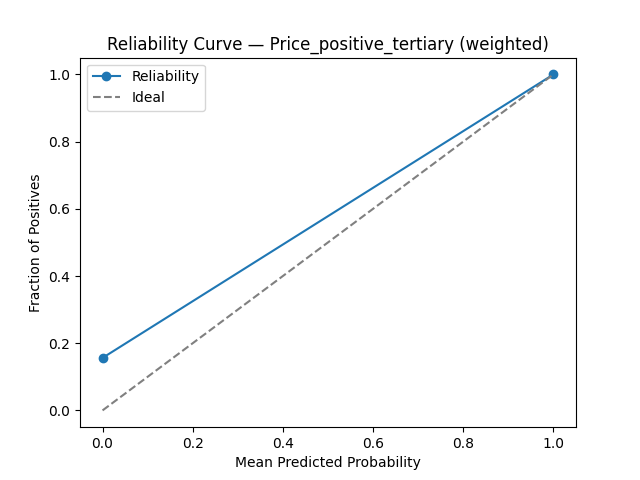 Reliability Curve — Price_positive_tertiary (weighted)
Reliability
Ideal
1.0
0.8
0.6
0.4
0.2
0.0
Fraction of Positives
0.0 0.2 0.4 0.6 0.8 1.0
Mean Predicted Probability